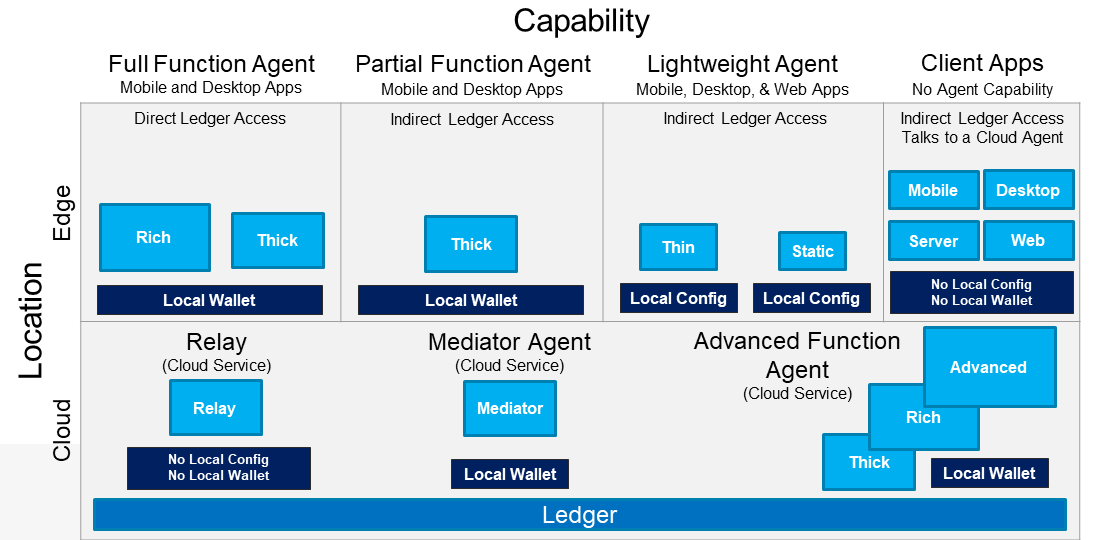 Capability
Full Function Agent
Mobile and Desktop Apps
Partial Function Agent
Mobile and Desktop Apps
Lightweight Agent
Mobile, Desktop, & Web Apps
Client Apps
No Agent Capability
Location
Edge
Direct Ledger Access
Rich
Thick
Local Wallet
Indirect Ledger Access
Thick
Local Wallet
Indirect Ledger Access
Thin
Static
Local Config
Local Config
Indirect Ledger Access
Talks to a Cloud Agent
Mobile
Desktop
Server
Web
No Local Config
No Local Wallet
Cloud
Relay
(Cloud Service)
Relay
No Local Config
No Local Wallet
Mediator Agent
(Cloud Service)
Mediator
Local Wallet
Advanced Function
Agent
(Cloud Service)
Advanced
Rich
Thick
Local Wallet
Ledger